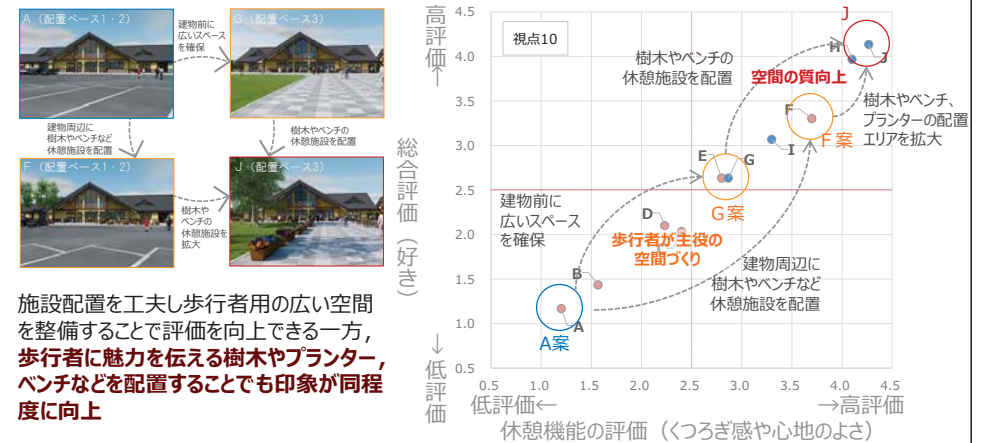 A（配置ベース1・2）
建物前に
広いスペース
を確保
G（配置ベース3）
建物周辺に
樹木やベンチなど
休憩施設を配置
樹木やベンチの
休憩施設を配置
F（配置ベース1・2）
樹木や
ベンチの
休憩施設を
拡大
J（配置ベース3）
施設配置を工夫し歩行者用の広い空間
を整備することで評価を向上できる一方，
歩行者に魅力を伝える樹木やプランター，
ベンチなどを配置することでも印象が同程
度に向上
高評価←
総合評価（好き）
→低評価
4.5
4.0
3.5
3.0
2.5
2.0
1.5
1.0
0.5
視点10
樹木やベンチの
休憩施設を配置
空間の質向上
J
H
J
樹木やベンチ、
プランターの配置
エリアを拡大
F
F案
I
E
G
G案
建物前に
広いスペース
を確保
D
歩行者が主役の
空間づくり
建物周辺に
樹木やベンチなど
休憩施設を配置
B
A
A案
0.5
1.0
1.5
2.0
2.5
3.0
3.5
4.0
4.5
低評価←
→高評価
休憩機能の評価（くつろぎ感や心地のよさ）